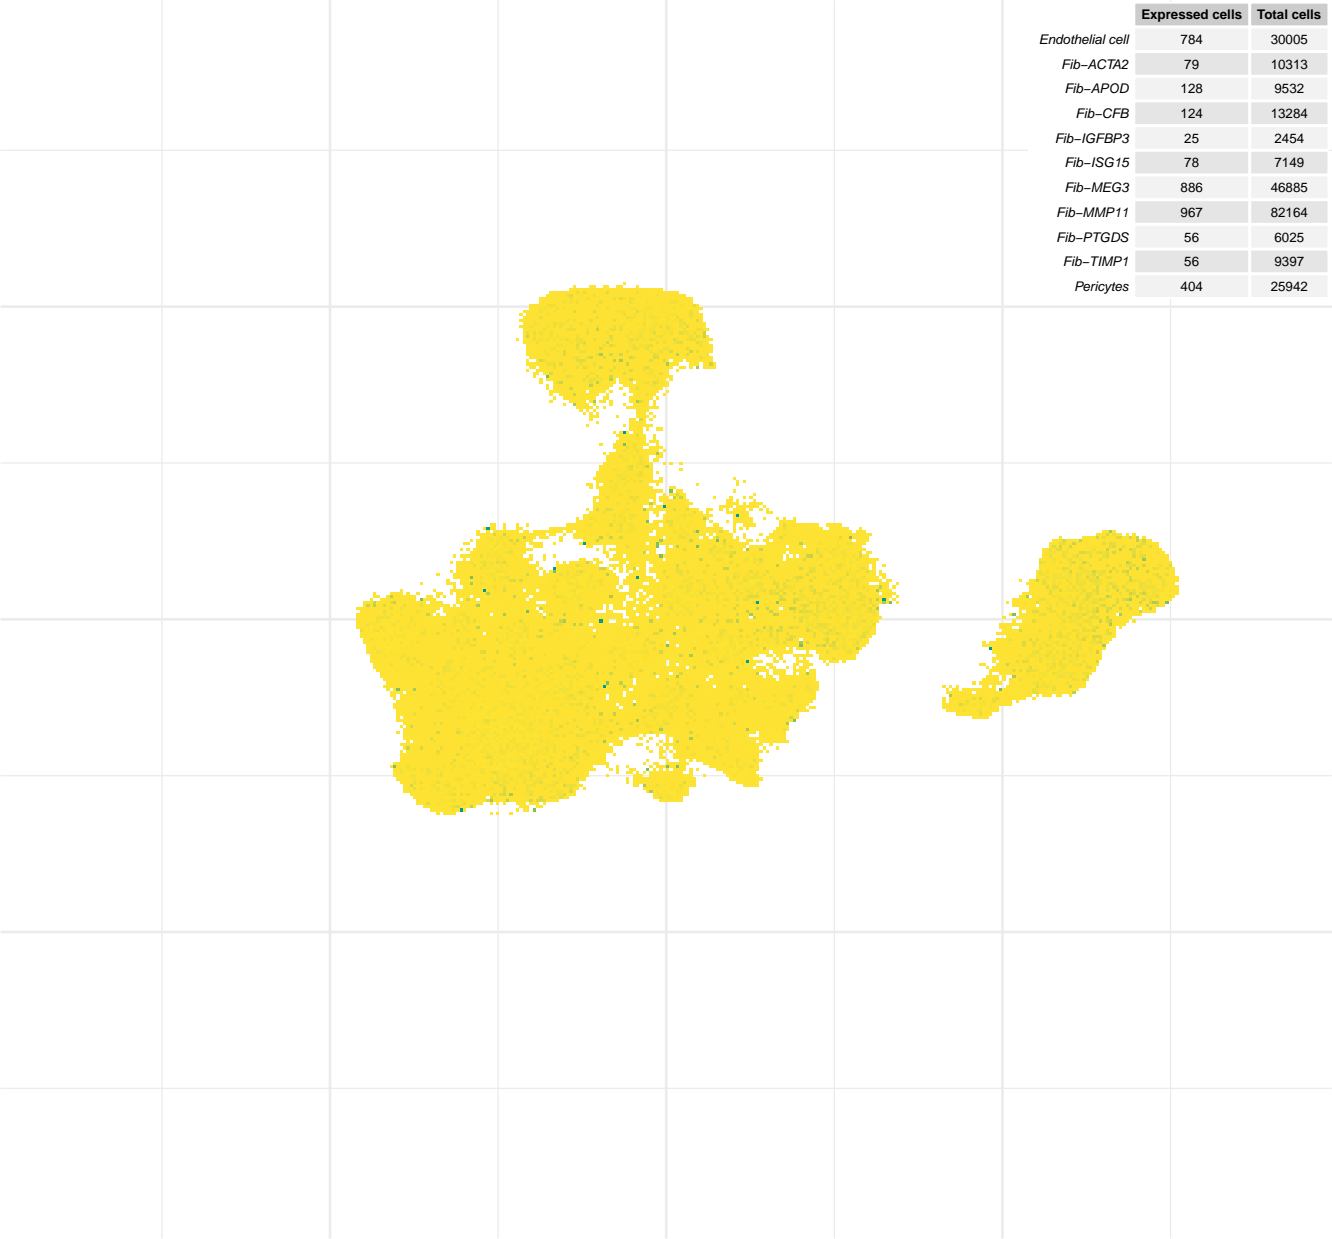 Expressed cells Total cells
Endothelial cell 784 30005
Fib−ACTA2 79 10313
Fib−APOD 128 9532
Fib−CFB 124 13284
Fib−IGFBP3 25 2454
Fib−ISG15 78 7149
Fib−MEG3 886 46885
Fib−MMP11 967 82164
Fib−PTGDS 56 6025
Fib−TIMP1 56 9397
Pericytes 404 25942